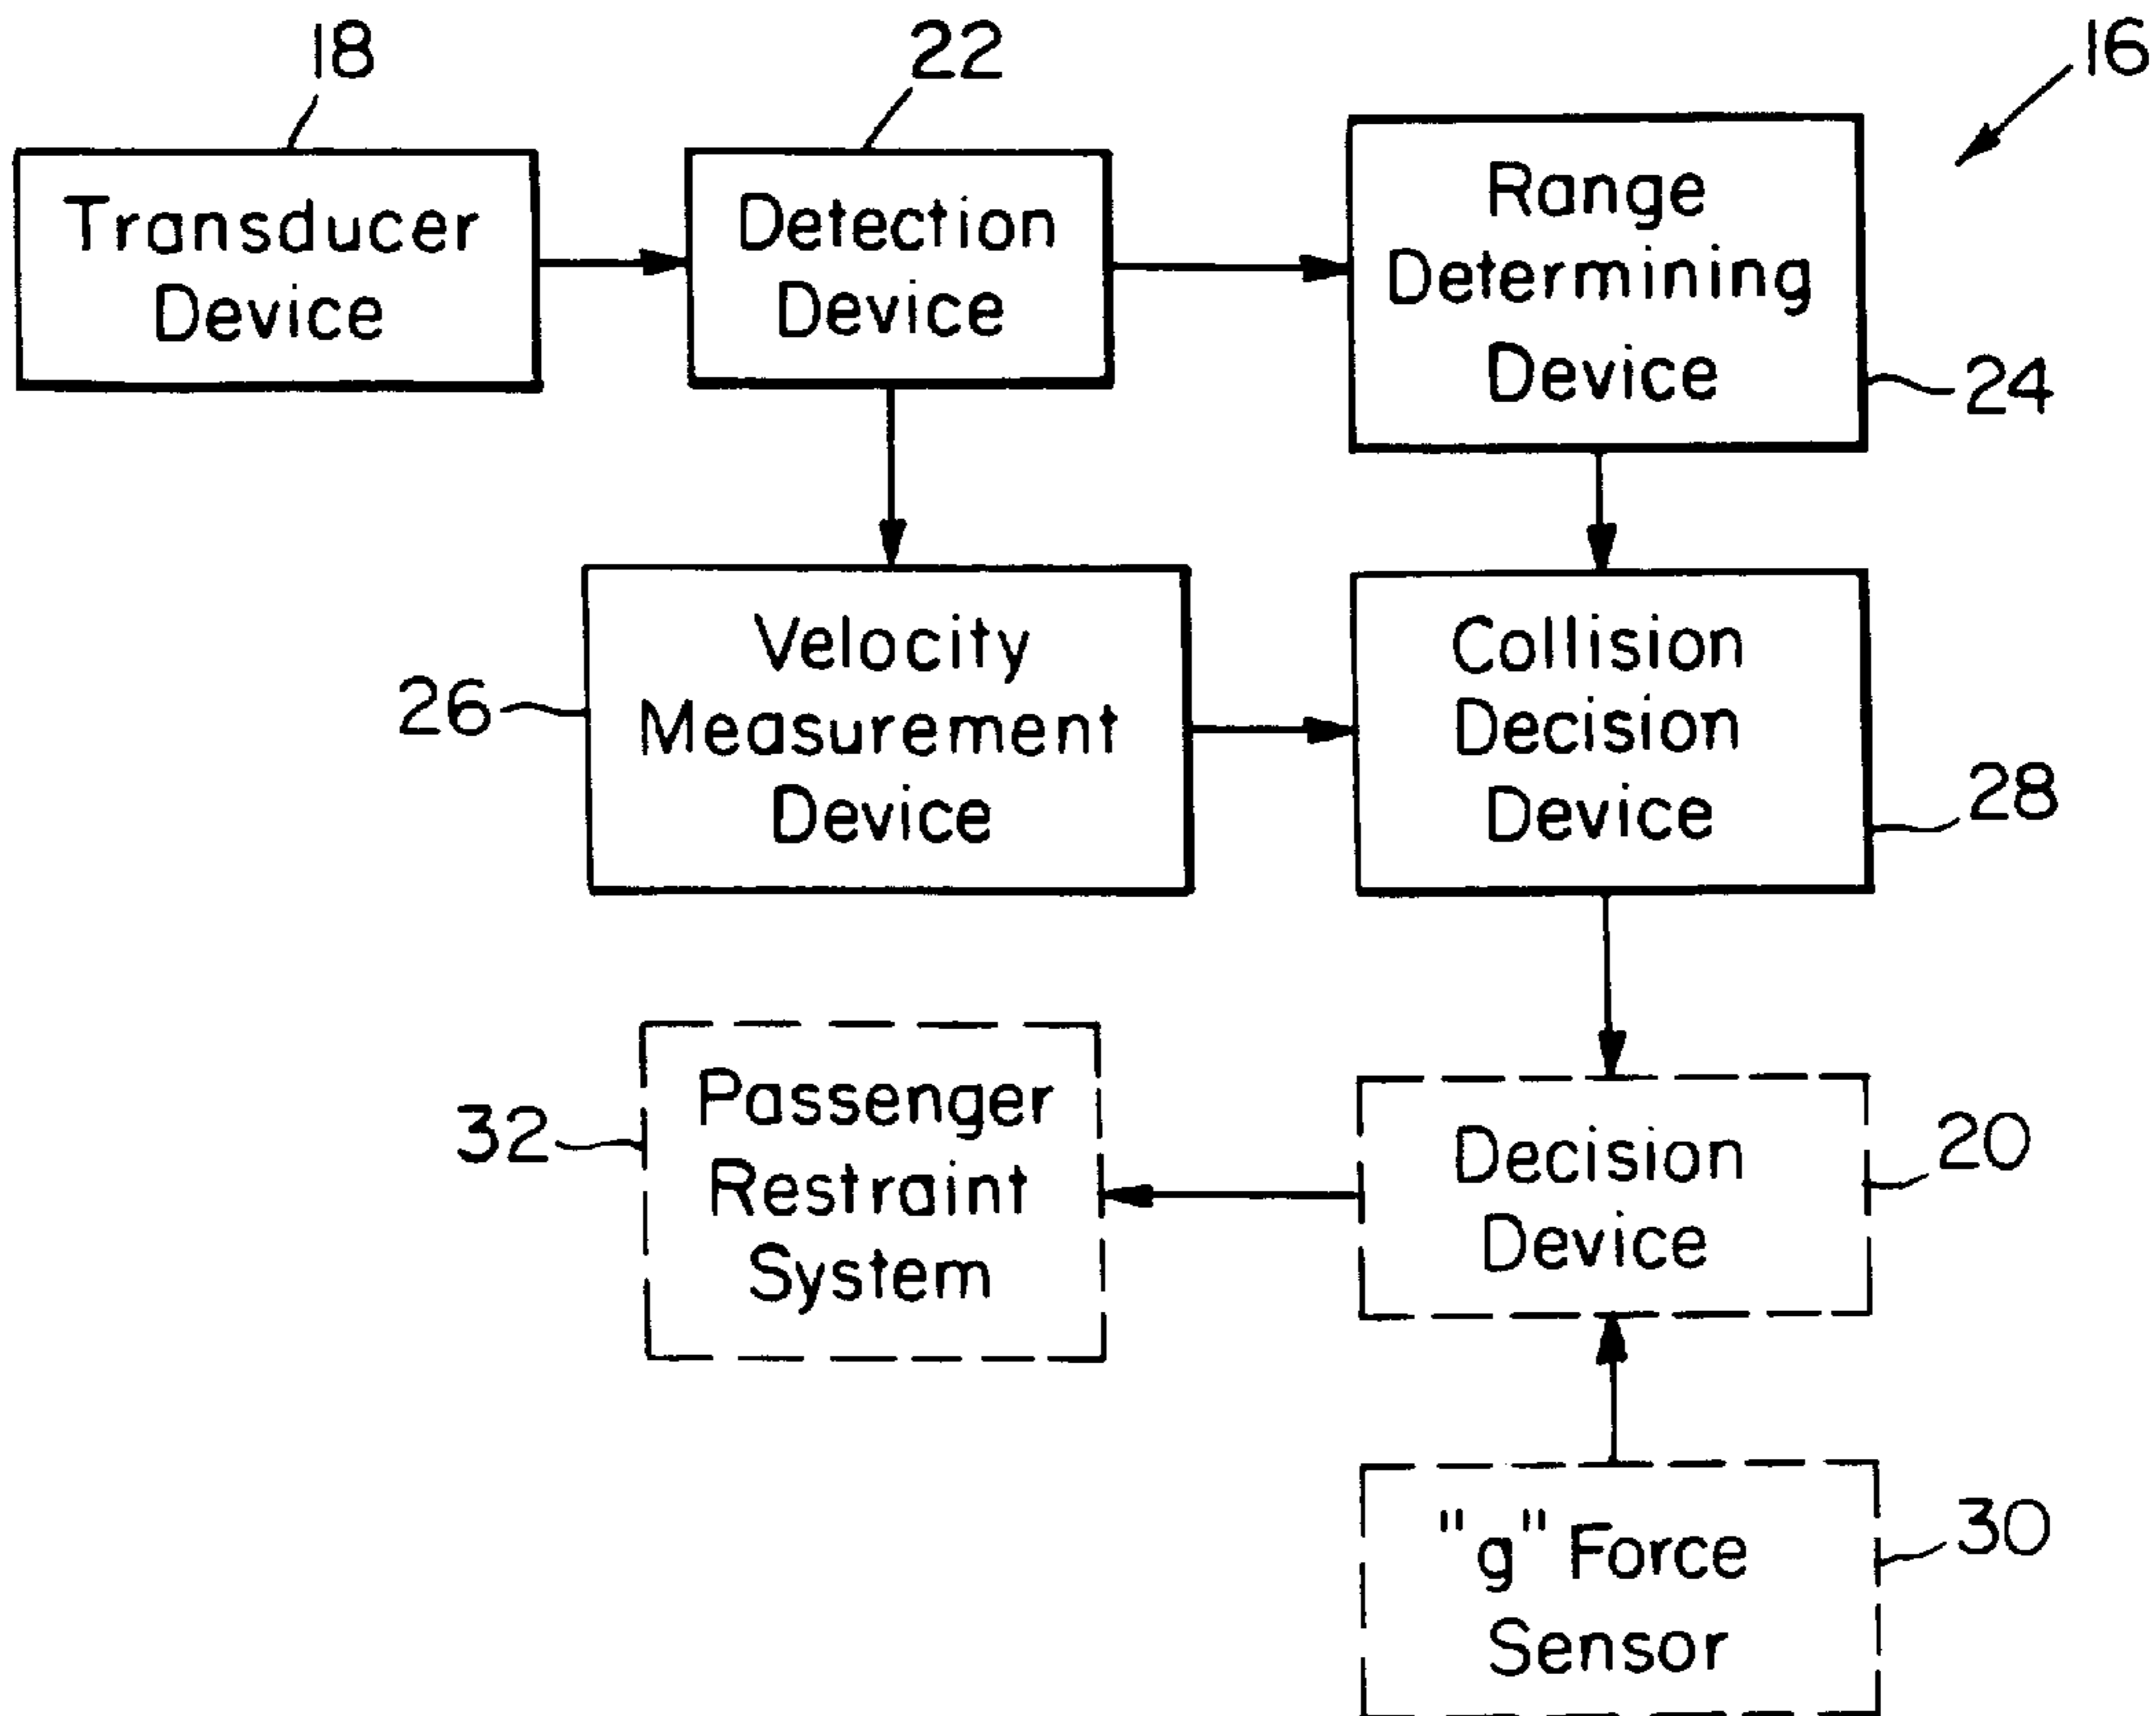 18
22
16
Transducer
Device
Detection
Device
Range
Determining
Device
24
26
Velocity
Measurement
Device
Collision
Decision
Device
28
32
Passenger
Restraint
System
Decision
Device
20
"g" Force
Sensor
30